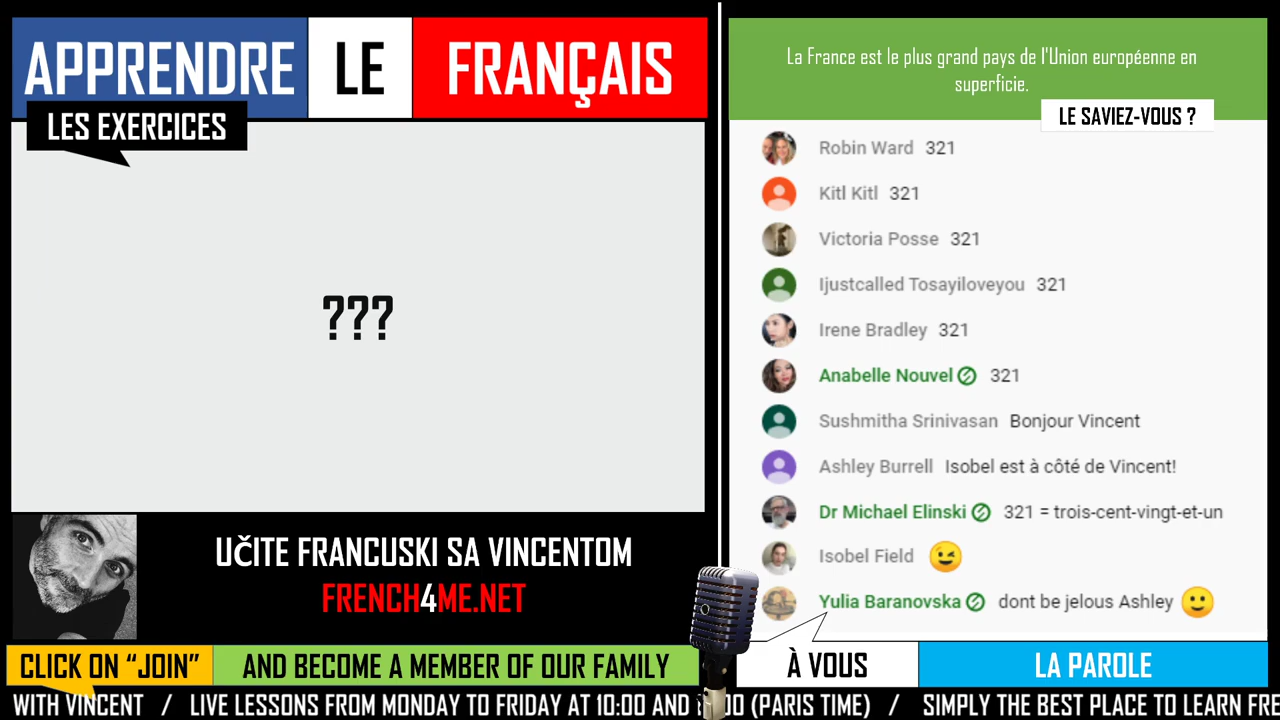 APPRENDRE LE FRANÇAIS
LES EXERCICES
???
UČITE FRANCUSKI SA VINCENTOM
FRENCH4ME.NET
CLICK ON “JOIN” AND BECOME A MEMBER OF OUR FAMILY
La France est le plus grand pays de l'Union européenne en
superficie.
LE SAVIEZ-VOUS ?
Robin Ward 321
Kitl Kitl 321
Victoria Posse 321
Ijustcalled Tosayiloveyou 321
Irene Bradley 321
Anabelle Nouvel 321
Sushmitha Srinivasan Bonjour Vincent
Ashley Burrell Isobel est à côté de Vincent!
Dr Michael Elinski 321 = trois-cent-vingt-et-un
Isobel Field 😉
Yulia Baranovska dont be jelous Ashley 🙂
À VOUS LA PAROLE
WITH VINCENT / LIVE LESSONS FROM MONDAY TO FRIDAY AT 10:00 AND (PARIS TIME) / SIMPLY THE BEST PLACE TO LEARN FRE